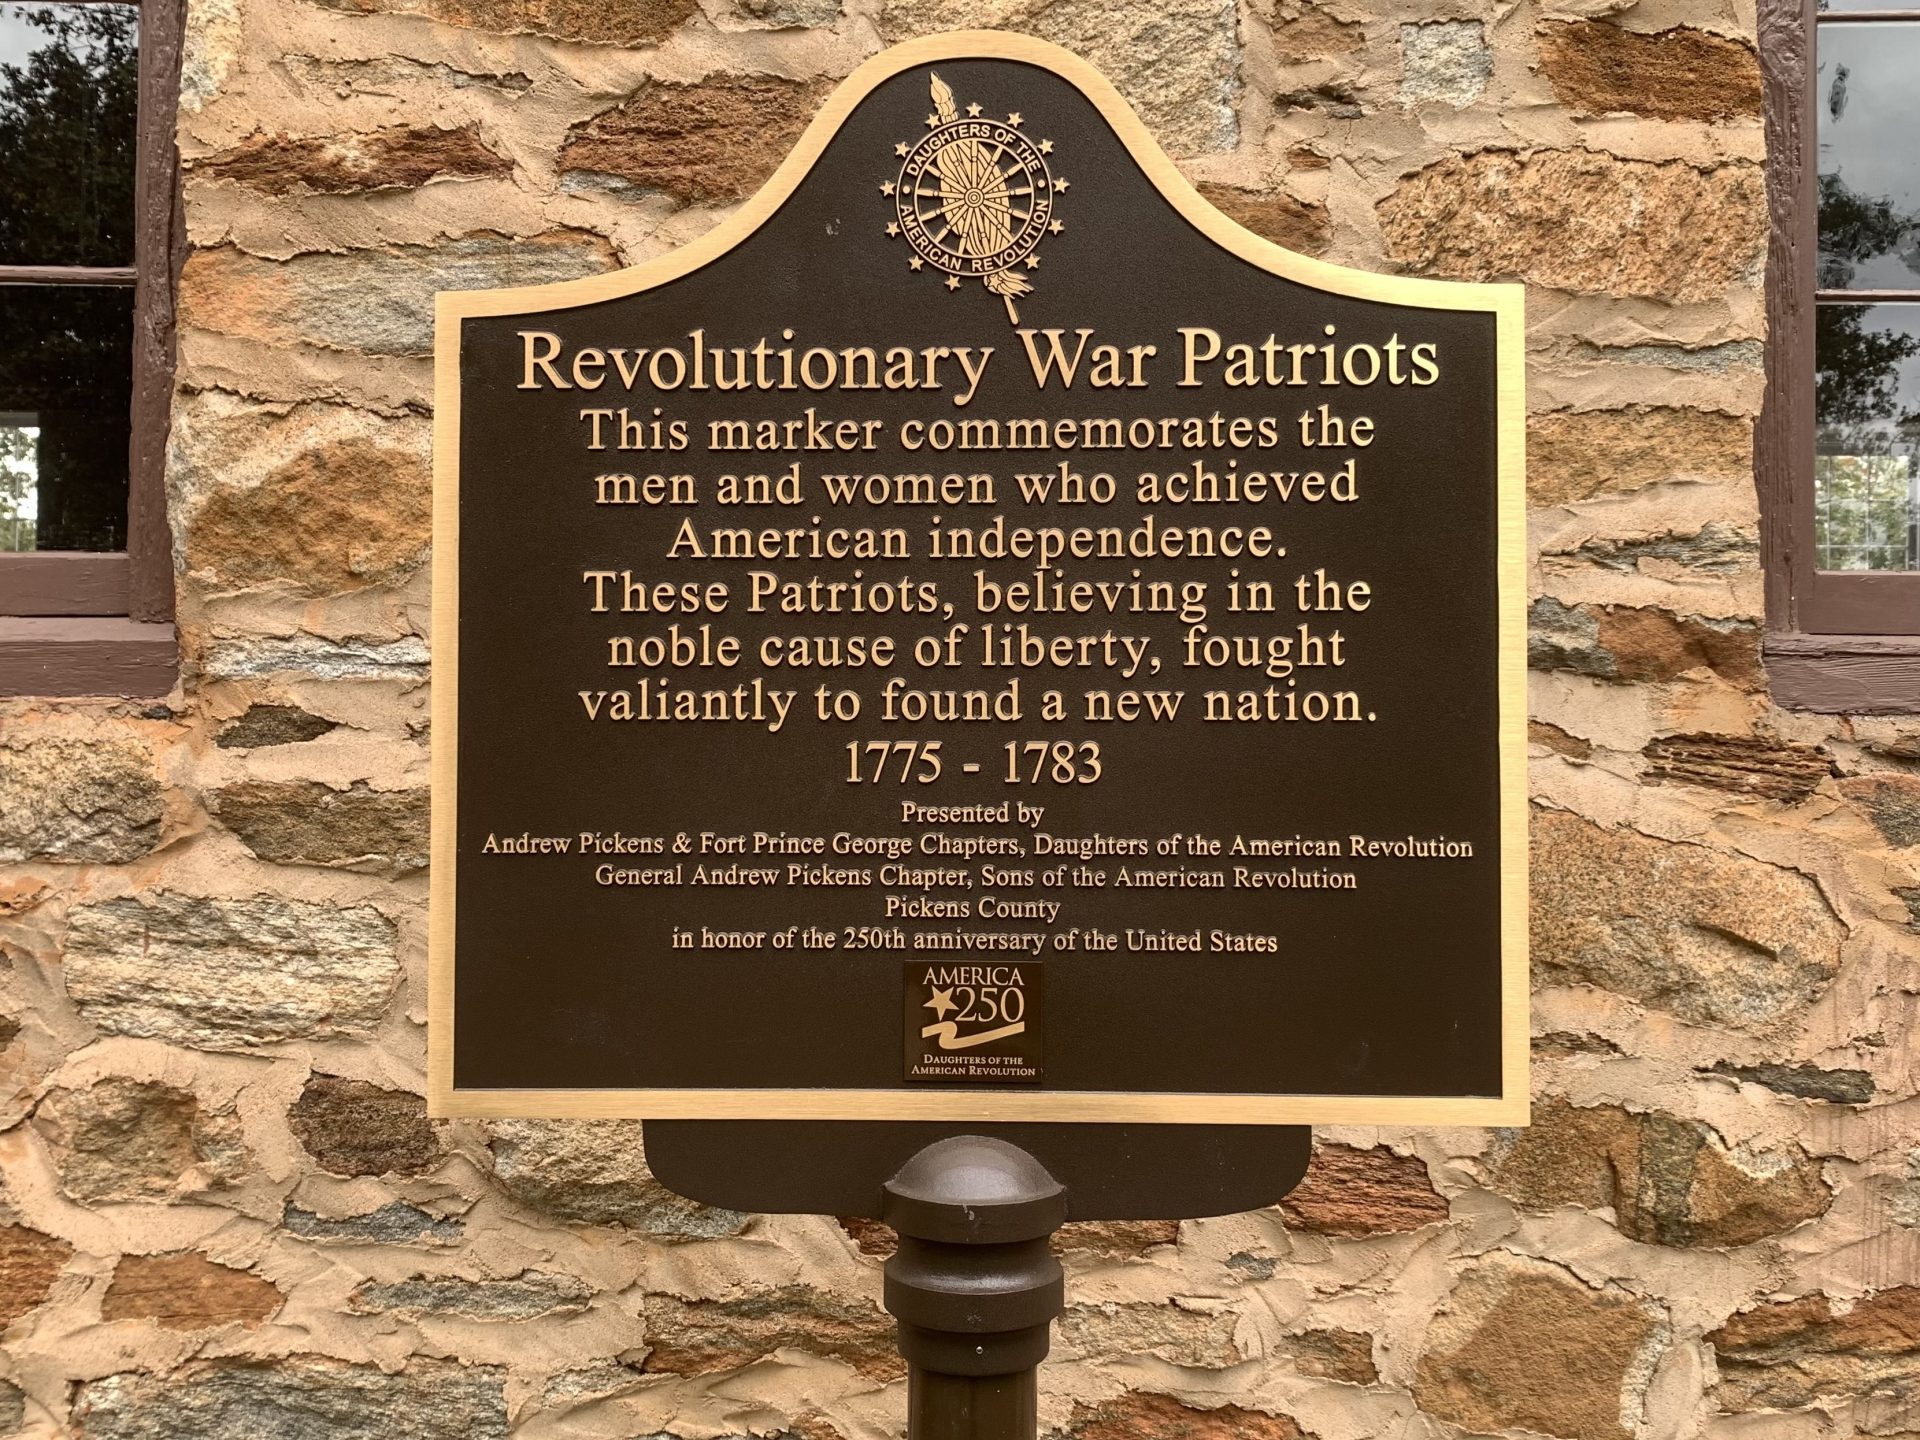 DAUGHTERS OF THE
AMERICAN REVOLUTION
Revolutionary War Patriots
This marker commemorates the
men and women who achieved
American independence.
These Patriots, believing in the
noble cause of liberty, fought
valiantly to found a new nation.
1775 - 1783
Presented by
Andrew Pickens & Fort Prince George Chapters, Daughters of the American Revolution
General Andrew Pickens Chapter, Sons of the American Revolution
Pickens County
in honor of the 250th anniversary of the United States
AMERICA
250
DAUGHTERS OF THE
AMERICAN REVOLUTION